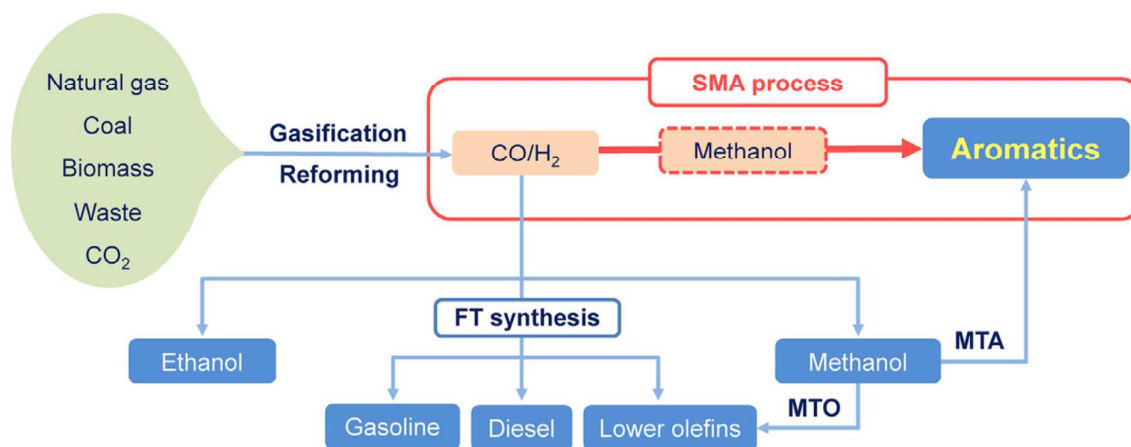 Natural gas
Coal
Biomass
Waste
CO₂
Gasification
Reforming
SMA process
CO/H₂
Methanol
Aromatics
FT synthesis
Ethanol
Methanol
MTA
MTO
Gasoline
Diesel
Lower olefins